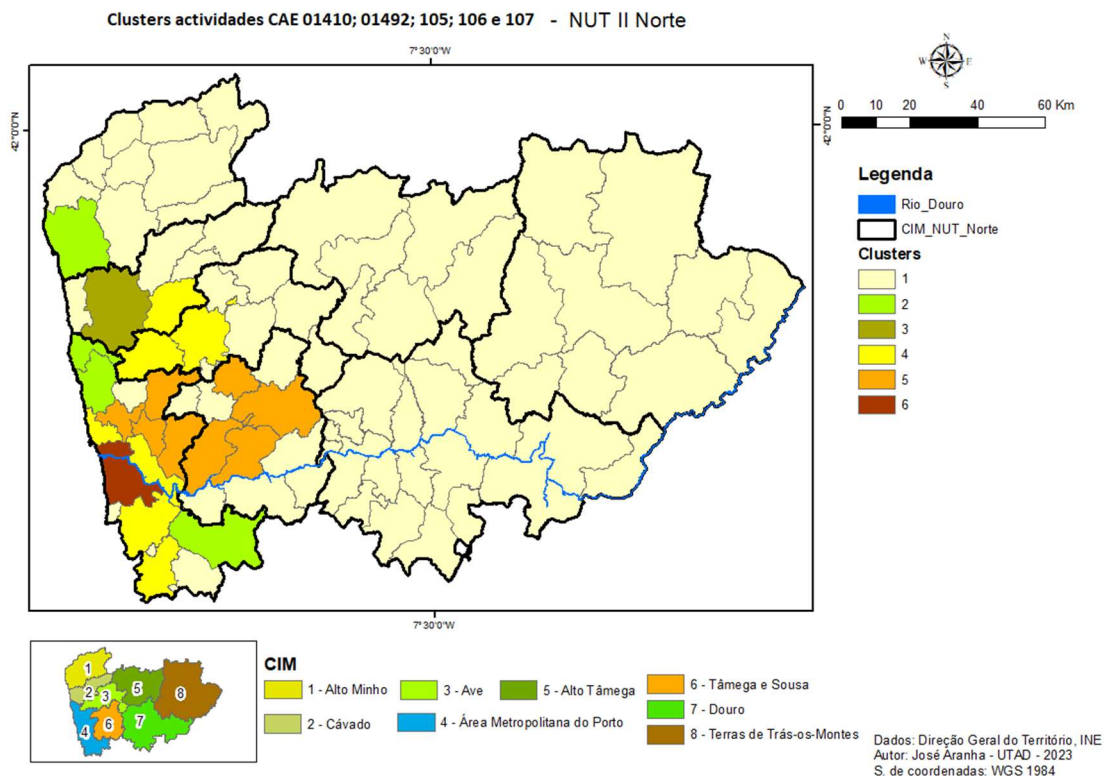 Clusters actividades CAE 01410; 01492; 105; 106 e 107 - NUT II Norte
7°30'0"W
42°0'0"N
42°0'0"N
7°30'0"W
N
W E
S
0 10 20 40 60 Km
Legenda
Rio_Douro
CIM_NUT_Norte
Clusters
1
2
3
4
5
6
1
2
3
4
5
6
7
8
CIM
1 - Alto Minho
2 - Cávado
3 - Ave
4 - Área Metropolitana do Porto
5 - Alto Tâmega
6 - Tâmega e Sousa
7 - Douro
8 - Terras de Trás-os-Montes
Dados: Direção Geral do Território, INE
Autor: José Aranha - UTAD - 2023
S. de coordenadas: WGS 1984